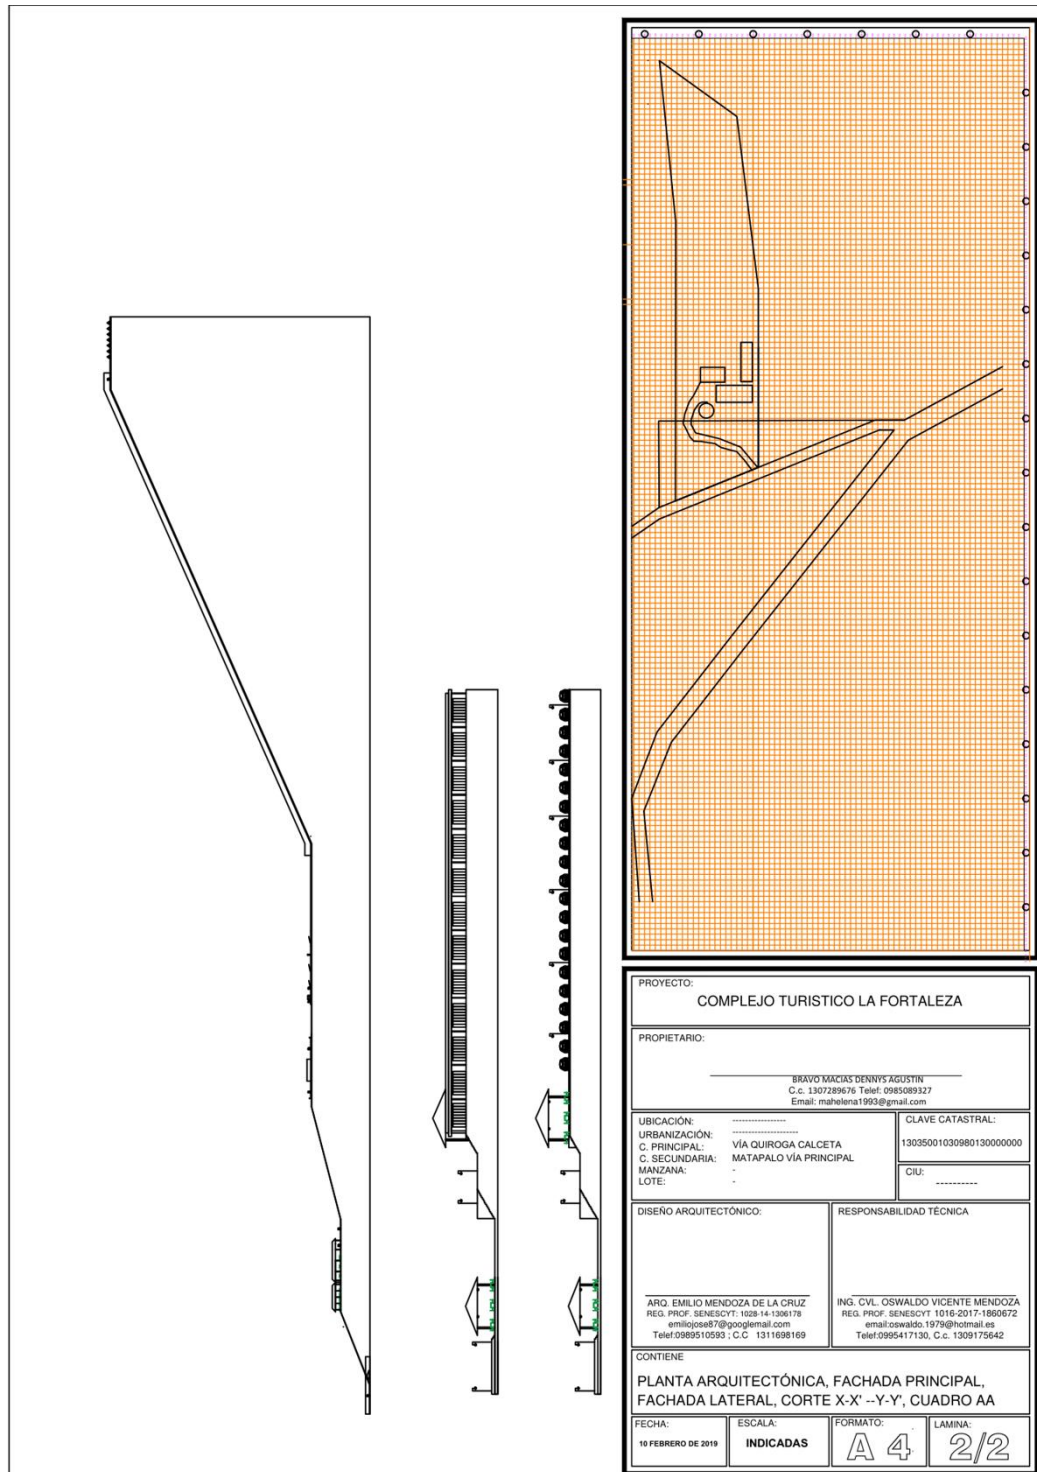 PROYECTO:
COMPLEJO TURISTICO LA FORTALEZA
PROPIETARIO:
BRAVO MACIAS DENNYS AGUSTIN
C.c. 1307289676 Telef: 0985089327
Email: mahelena1993@gmail.com
UBICACIÓN: -----------------
URBANIZACIÓN: --------------------
C. PRINCIPAL: VÍA QUIROGA CALCETA
C. SECUNDARIA: MATAPALO VÍA PRINCIPAL
MANZANA: -
LOTE: -
CLAVE CATASTRAL:
13035001030980130000000
CIU:
----------
DISEÑO ARQUITECTÓNICO:
ARQ. EMILIO MENDOZA DE LA CRUZ
REG. PROF. SENESCYT: 1028-14-1306178
emiliojose87@googlemail.com
Telef:0989510593 ; C.C 1311698169
RESPONSABILIDAD TÉCNICA
ING. CVL. OSWALDO VICENTE MENDOZA
REG. PROF. SENESCYT 1016-2017-1860672
email:oswaldo.1979@hotmail.es
Telef:0995417130, C.c. 1309175642
CONTIENE
PLANTA ARQUITECTÓNICA, FACHADA PRINCIPAL,
FACHADA LATERAL, CORTE X-X' --Y-Y', CUADRO AA
FECHA:
10 FEBRERO DE 2019
ESCALA:
INDICADAS
FORMATO:
A 4
LAMINA:
2/2